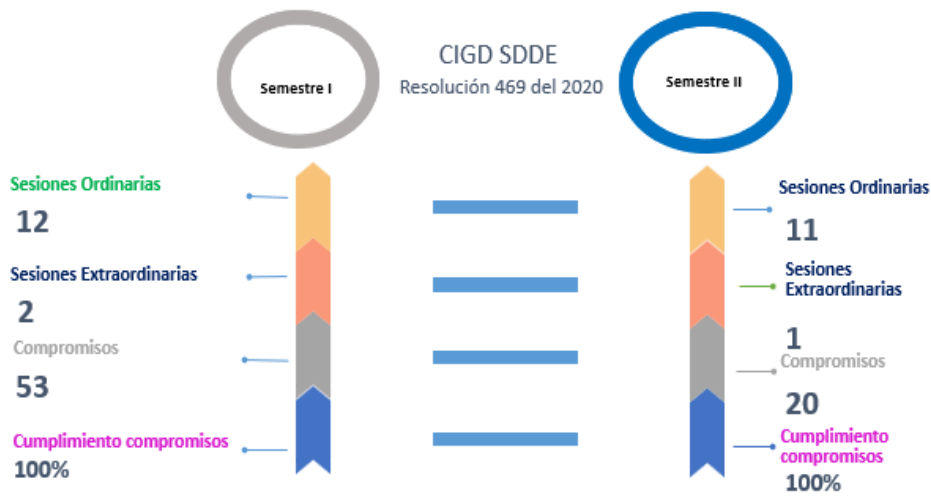 CIGD SDDE
Resolución 469 del 2020
Semestre I
Sesiones Ordinarias
12
Sesiones Extraordinarias
2
Compromisos
53
Cumplimiento compromisos
100%
Semestre II
Sesiones Ordinarias
11
Sesiones
Extraordinarias
1
Compromisos
20
Cumplimiento
compromisos
100%